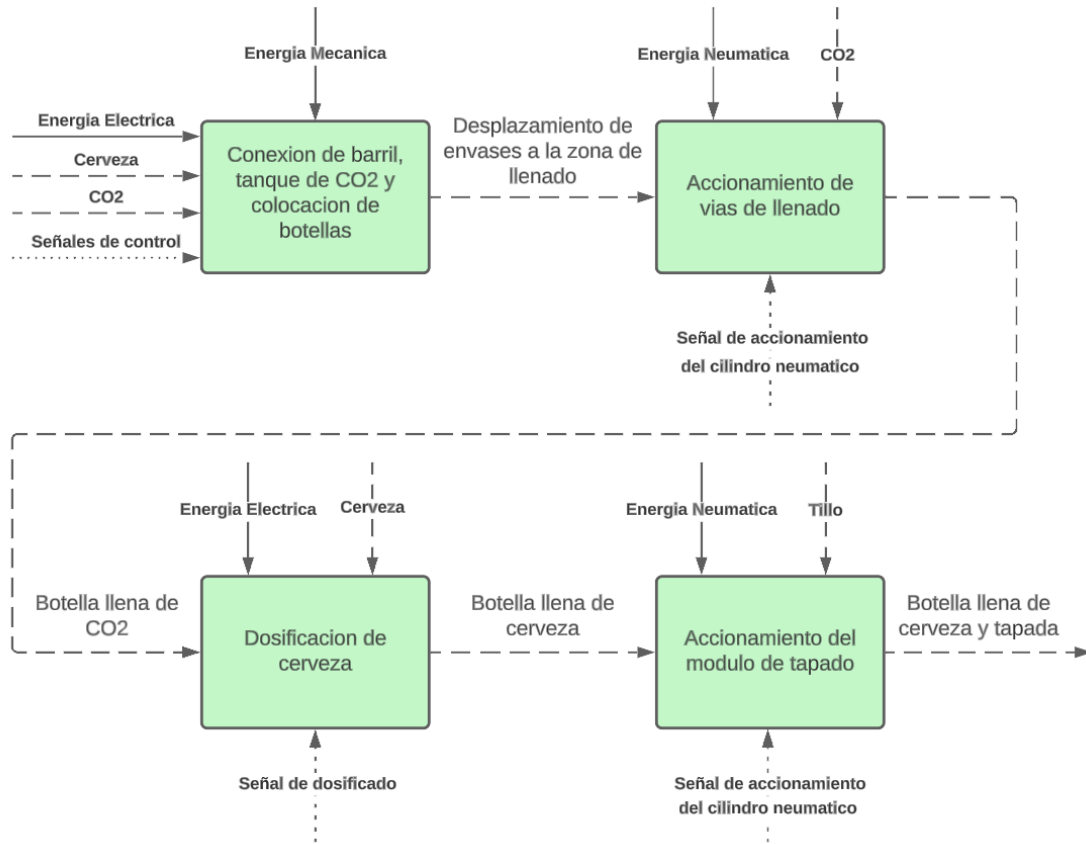 Energia Mecanica
Energia Neumatica
CO2
Energia Electrica
Cerveza
CO2
Señales de control
Conexion de barril,
tanque de CO2 y
colocacion de
botellas
Desplazamiento de
envases a la zona de
llenado
Accionamiento de
vias de llenado
Señal de accionamiento
del cilindro neumatico
Energia Electrica
Cerveza
Energia Neumatica
Tillo
Botella llena de
CO2
Dosificacion de
cerveza
Botella llena de
cerveza
Accionamiento del
modulo de tapado
Botella llena de
cerveza y tapada
Señal de dosificado
Señal de accionamiento
del cilindro neumatico